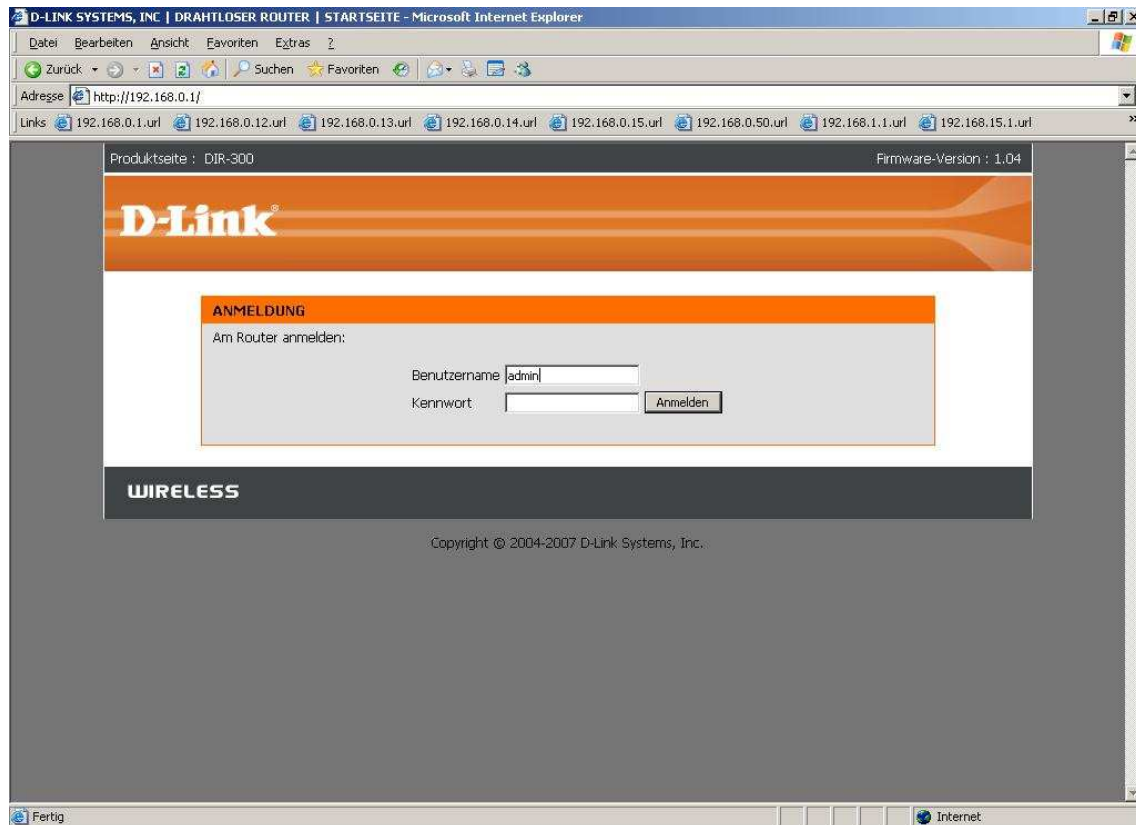 D-LINK SYSTEMS, INC | DRAHTLOSER ROUTER | STARTSEITE - Microsoft Internet Explorer
Datei Bearbeiten Ansicht Favoriten Extras ?
Zurück Suchen Favoriten
Adresse http://192.168.0.1/
Links 192.168.0.1.url 192.168.0.12.url 192.168.0.13.url 192.168.0.14.url 192.168.0.15.url 192.168.0.50.url 192.168.1.1.url 192.168.15.1.url »
Produktseite : DIR-300 Firmware-Version : 1.04
D-Link®
ANMELDUNG
Am Router anmelden:
Benutzername admin
Kennwort Anmelden
WIRELESS
Copyright © 2004-2007 D-Link Systems, Inc.
Fertig Internet